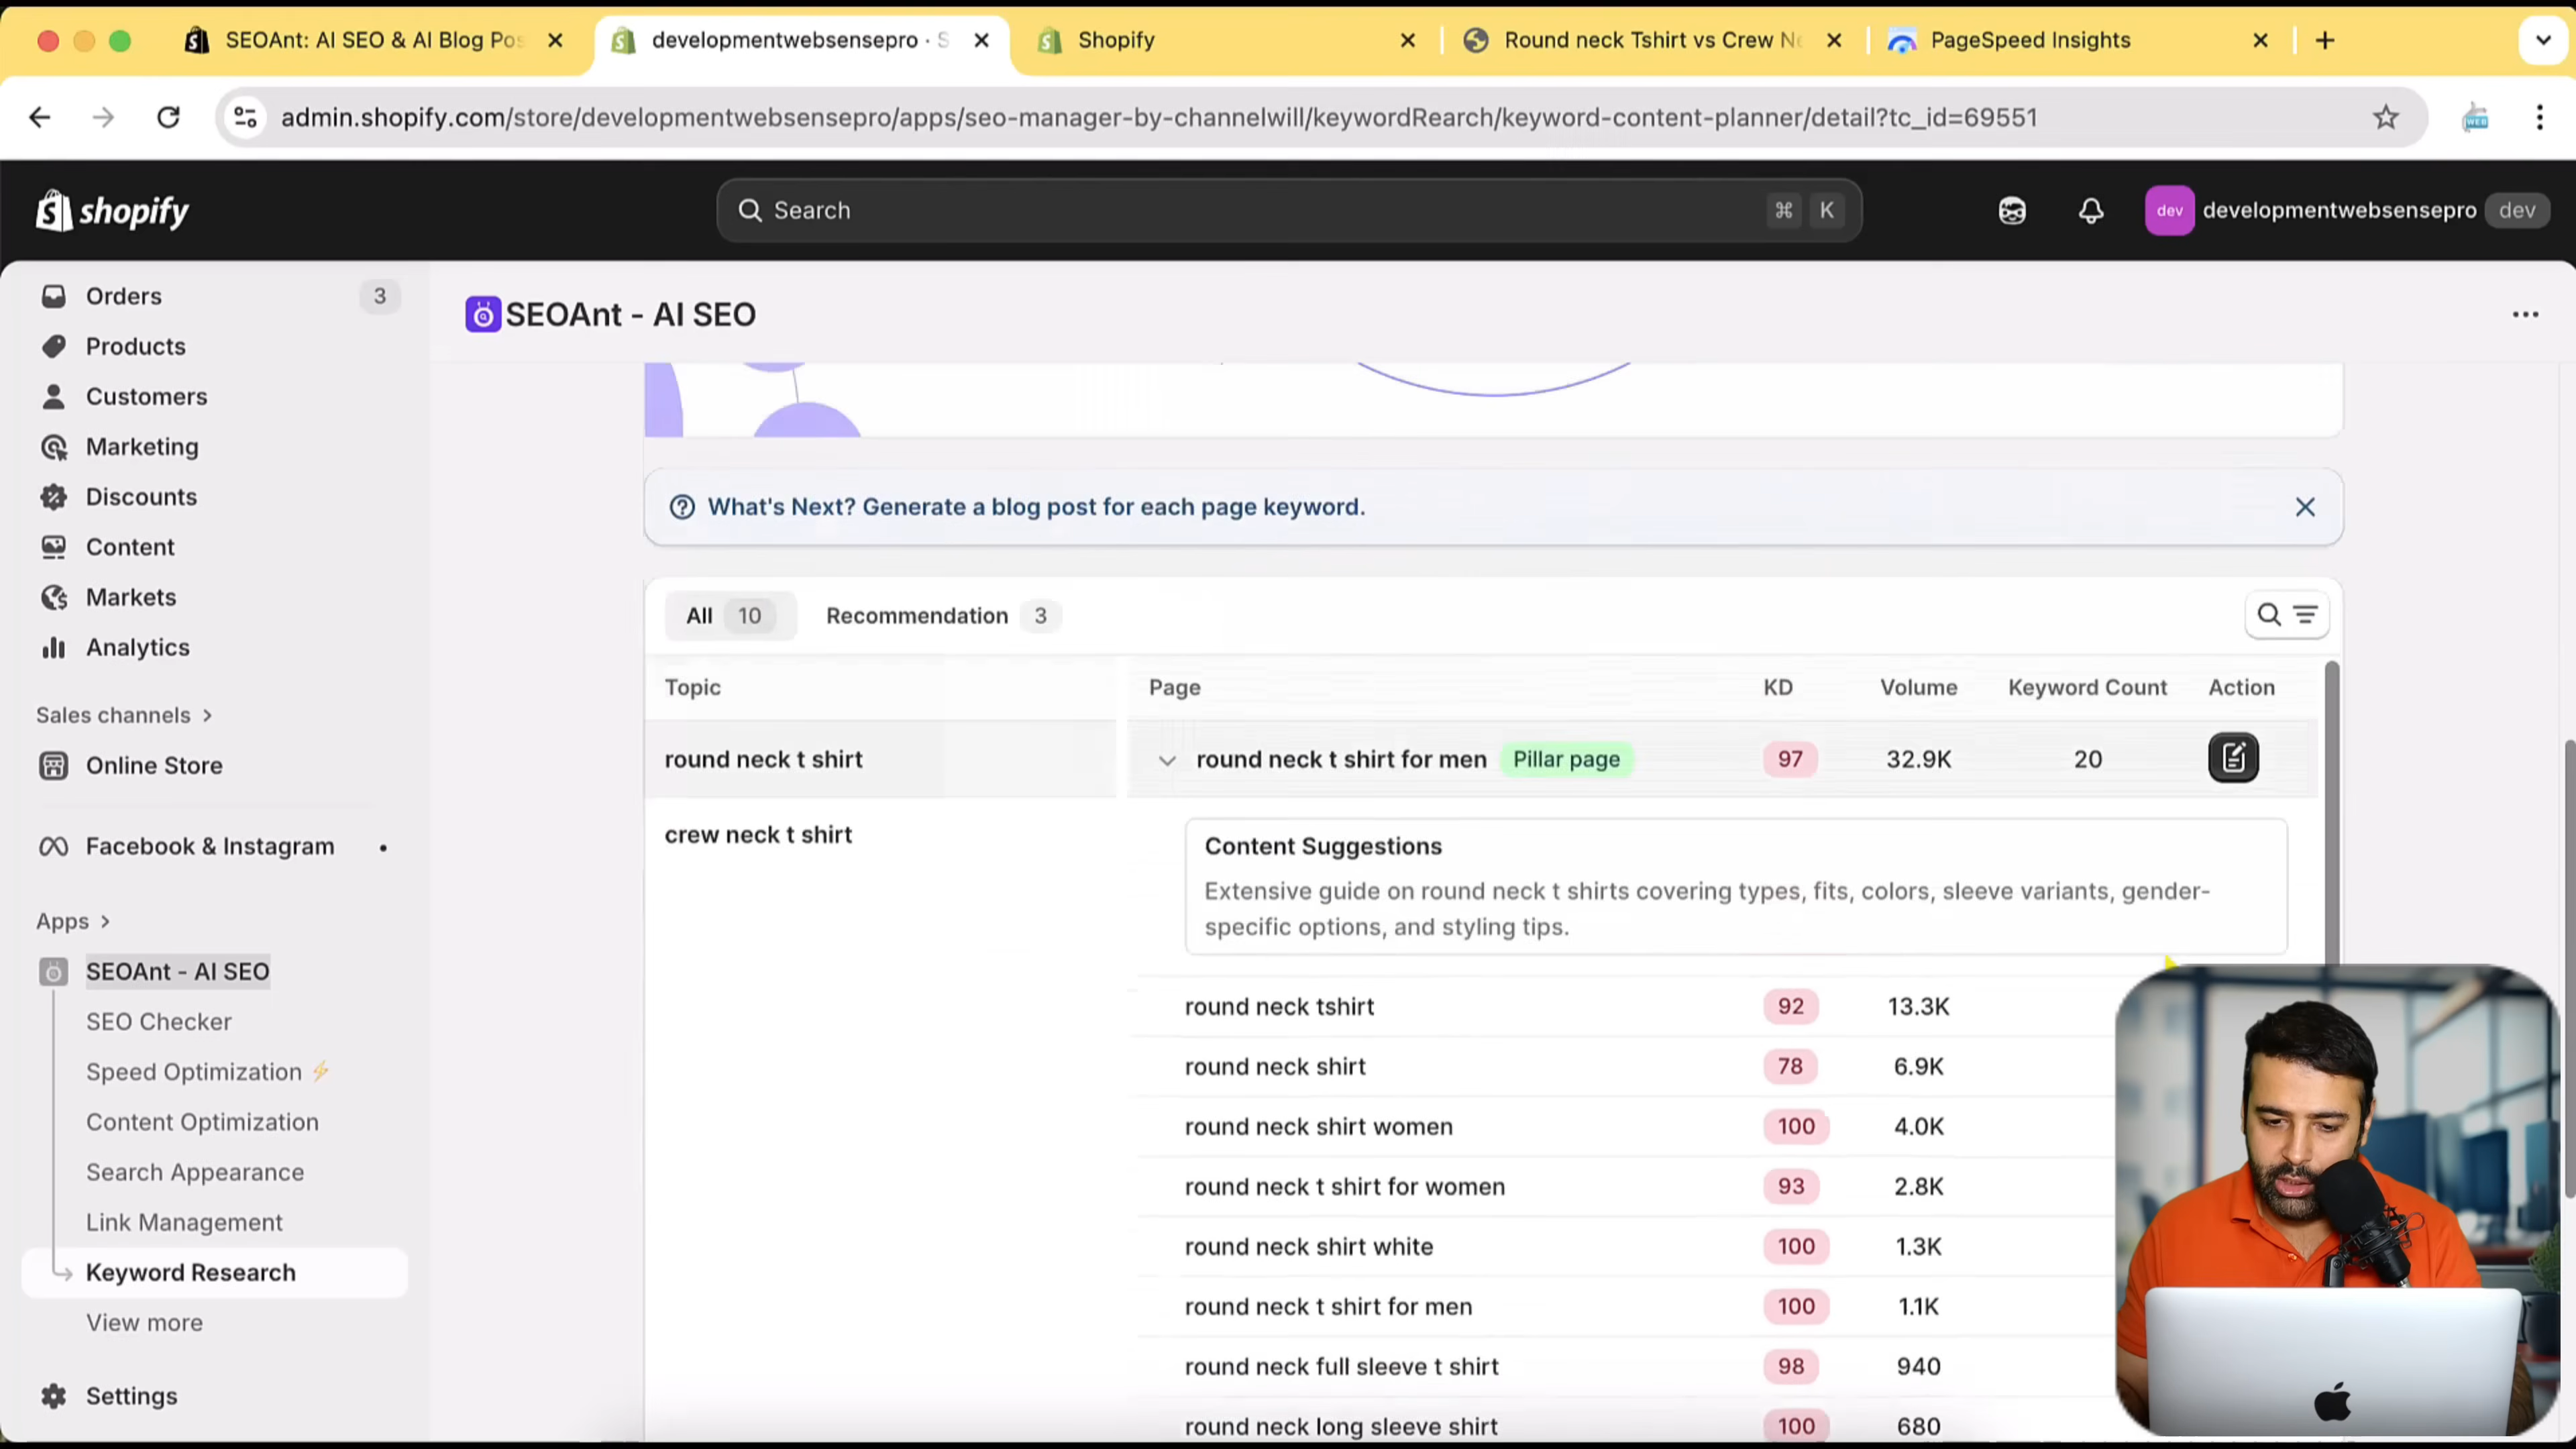 SEOAnt: AI SEO & AI Blog Pos
developmentwebsensepro · S
Shopify
Round neck Tshirt vs Crew Ne
PageSpeed Insights
admin.shopify.com/store/developmentwebsensepro/apps/seo-manager-by-channelwill/keywordRearch/keyword-content-planner/detail?tc_id=69551
WEB
shopify
Search
⌘ K
dev
developmentwebsensepro
dev
Orders
3
Products
Customers
Marketing
Discounts
Content
Markets
Analytics
Sales channels
Online Store
Facebook & Instagram
Apps
SEOAnt - AI SEO
SEO Checker
Speed Optimization
Content Optimization
Search Appearance
Link Management
Keyword Research
View more
Settings
SEOAnt - AI SEO
What's Next? Generate a blog post for each page keyword.
All 10
Recommendation 3
Topic
Page
KD
Volume
Keyword Count
Action
round neck t shirt
round neck t shirt for men
Pillar page
97
32.9K
20
crew neck t shirt
Content Suggestions
Extensive guide on round neck t shirts covering types, fits, colors, sleeve variants, gender-
specific options, and styling tips.
round neck tshirt 92 13.3K
round neck shirt 78 6.9K
round neck shirt women 100 4.0K
round neck t shirt for women 93 2.8K
round neck shirt white 100 1.3K
round neck t shirt for men 100 1.1K
round neck full sleeve t shirt 98 940
round neck long sleeve shirt 100 680